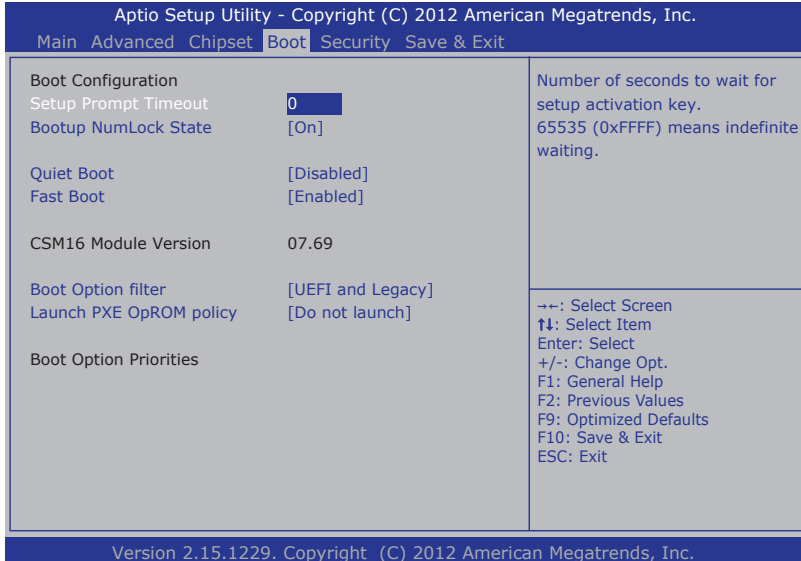 Aptio Setup Utility - Copyright (C) 2012 American Megatrends, Inc.
Main Advanced Chipset Boot Security Save & Exit
Boot Configuration
Setup Prompt Timeout 0
Bootup NumLock State [On]
Quiet Boot [Disabled]
Fast Boot [Enabled]
CSM16 Module Version 07.69
Boot Option filter [UEFI and Legacy]
Launch PXE OpROM policy [Do not launch]
Boot Option Priorities
Number of seconds to wait for
setup activation key.
65535 (0xFFFF) means indefinite
waiting.
→←: Select Screen
↑↓: Select Item
Enter: Select
+/-: Change Opt.
F1: General Help
F2: Previous Values
F9: Optimized Defaults
F10: Save & Exit
ESC: Exit
Version 2.15.1229. Copyright (C) 2012 American Megatrends, Inc.